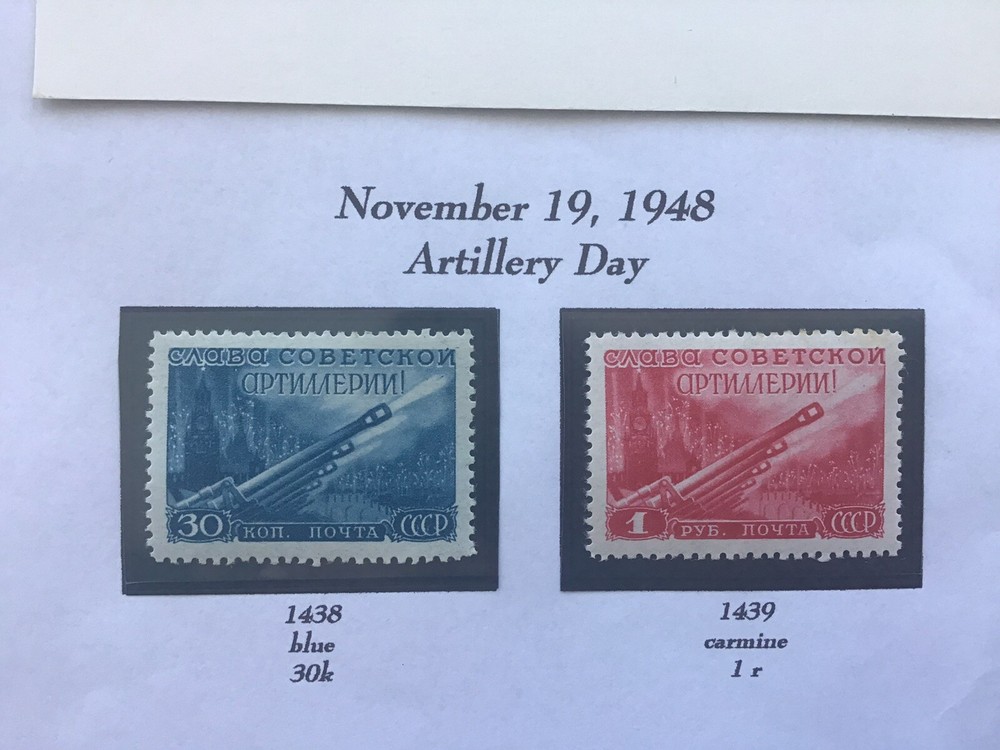 November 19, 1948
Artillery Day
СЛАВА СОВЕТСКОЙ
АРТИЛЛЕРИИ!
30 КОП. ПОЧТА СССР
СЛАВА СОВЕТСКОЙ
АРТИЛЛЕРИИ!
1 РУБ. ПОЧТА СССР
1438
blue
30k
1439
carmine
1 r